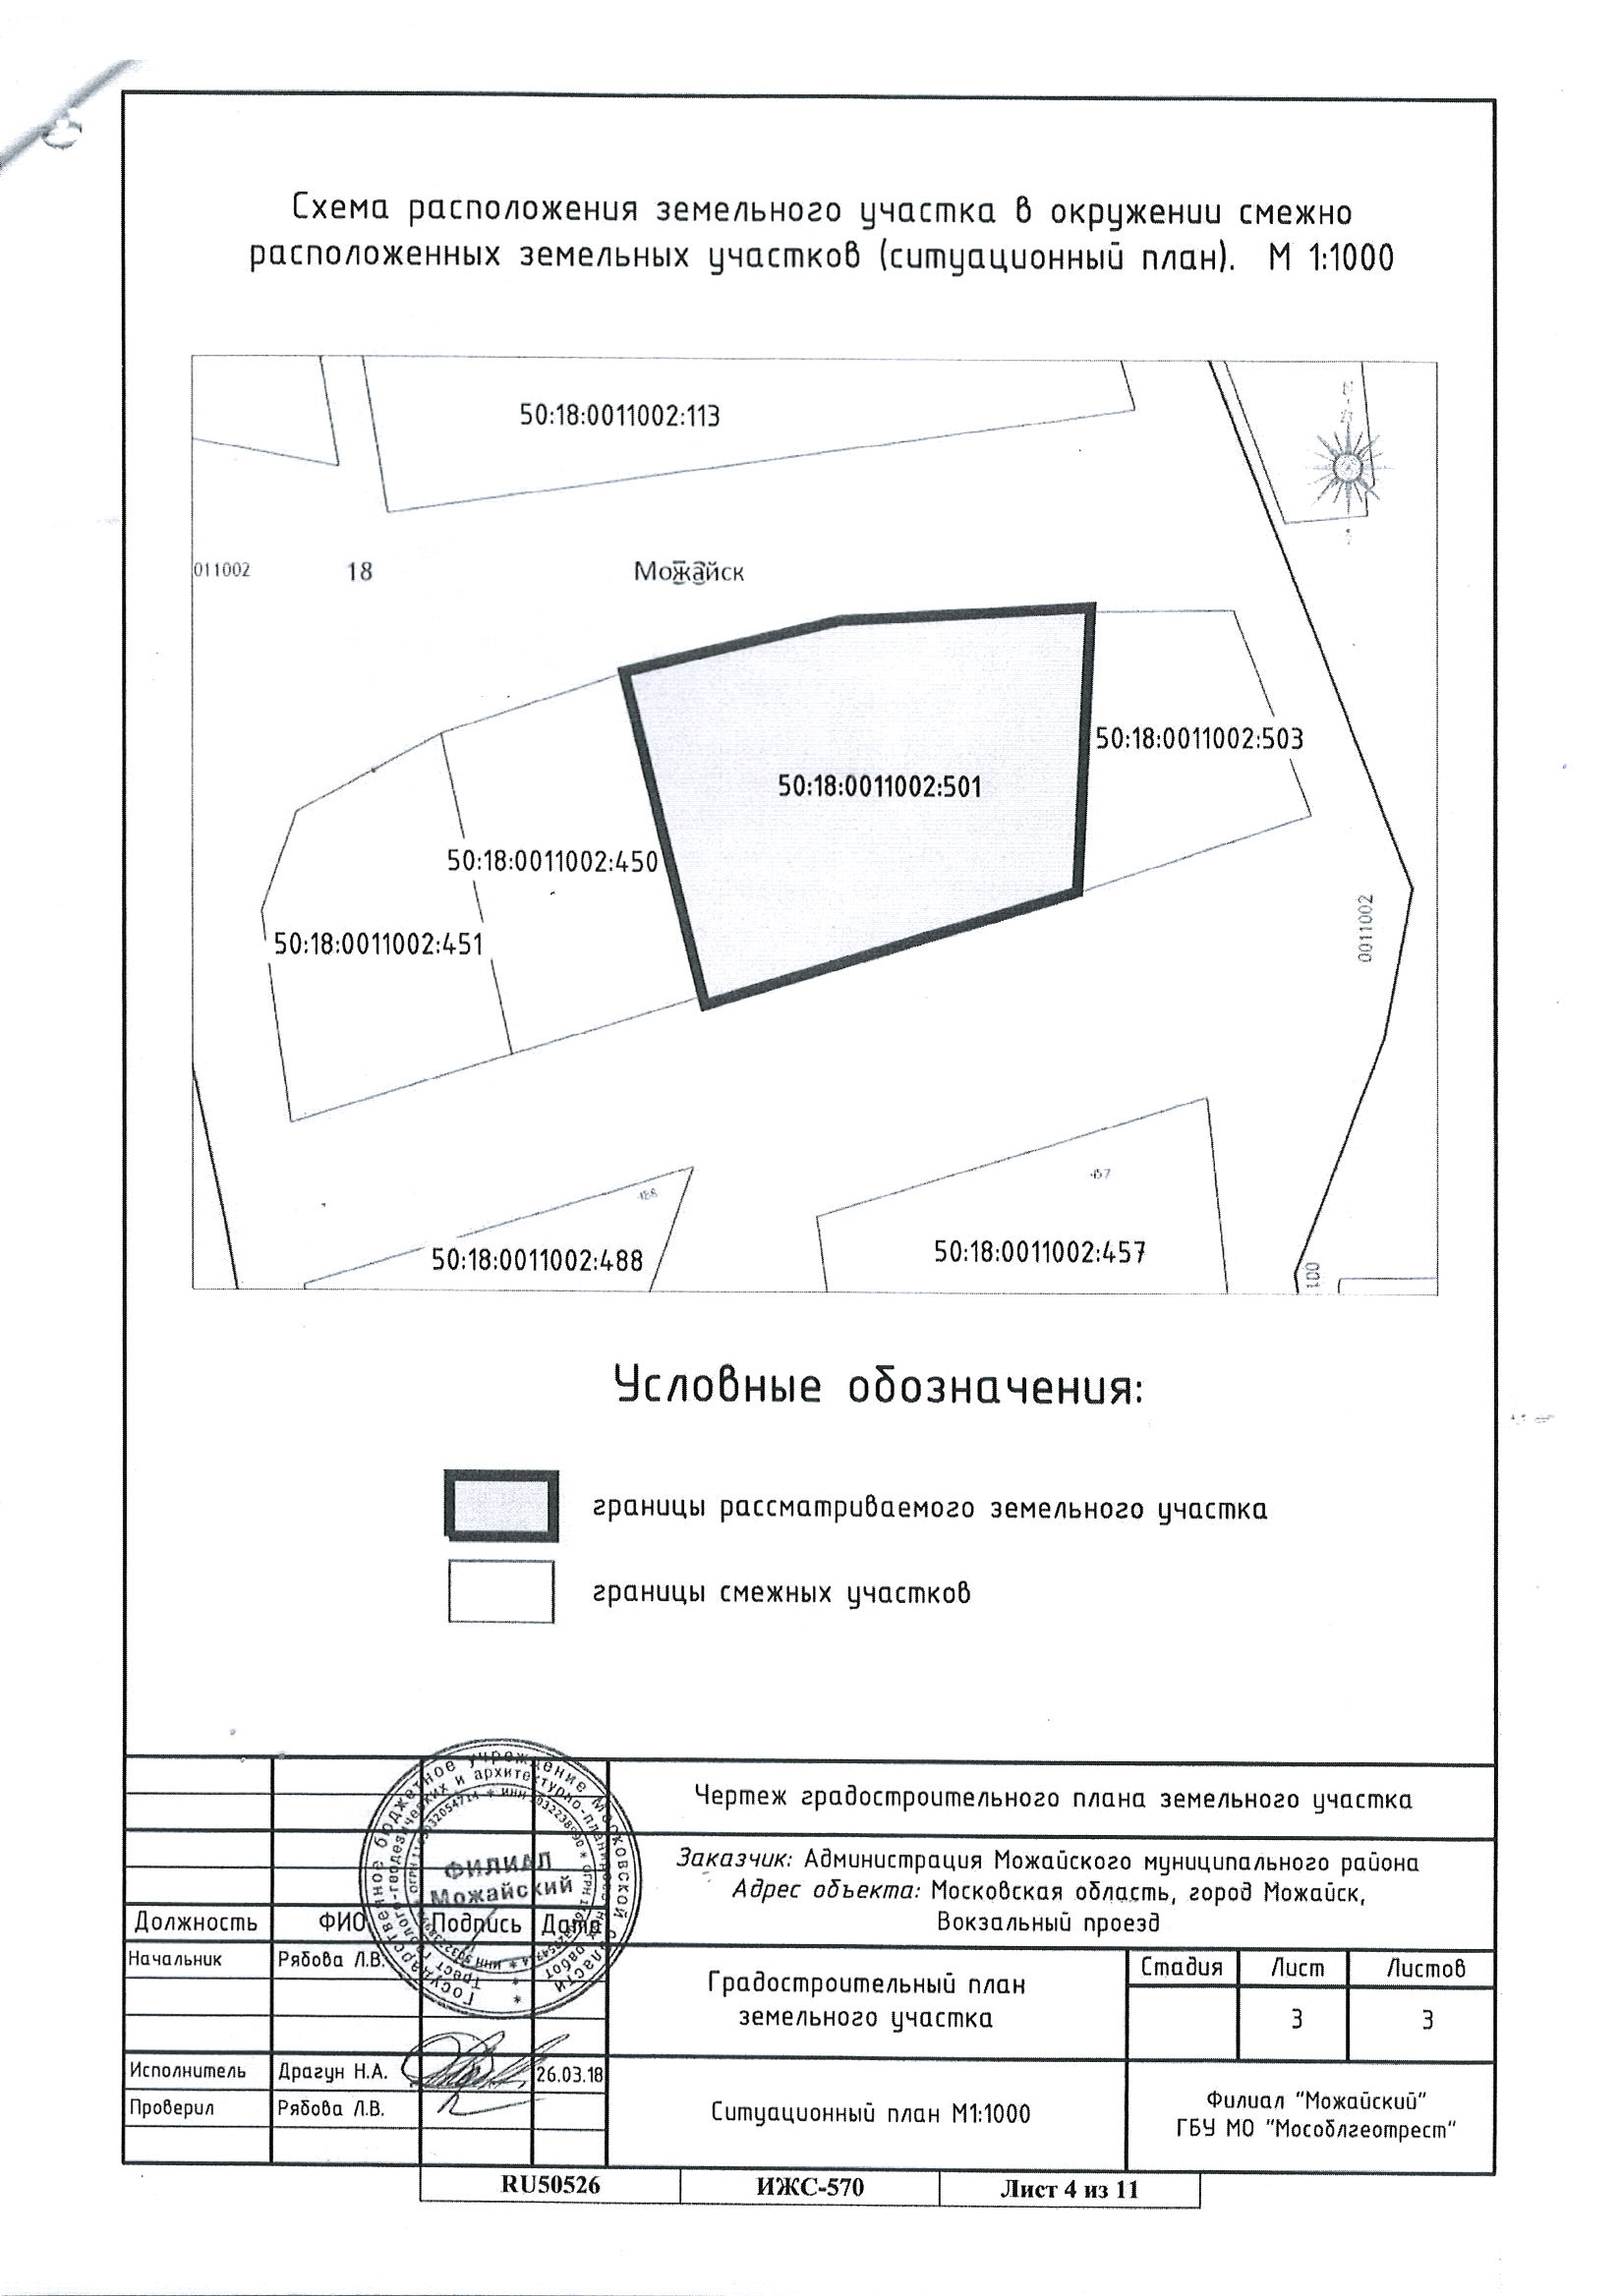 Схема расположения земельного участка в окружении смежно
расположенных земельных участков (ситуационный план). М 1:1000
50:18:0011002:113
011002
18
Можайск
50:18:0011002:503
50:18:0011002:501
50:18:0011002:450
50:18:0011002:451
0011002
457
50:18:0011002:488
50:18:0011002:457
100
Условные обозначения:
границы рассматриваемого земельного участка
границы смежных участков
Чертеж градостроительного плана земельного участка
Заказчик: Администрация Можайского муниципального района
Адрес объекта: Московская область, город Можайск,
Вокзальный проезд
ФИЛИАЛ
Можайский
Должность ФИО Подпись Дата
Начальник Рябова Л.В.
Градостроительный план
земельного участка
Стадия Лист Листов
3 3
Исполнитель Драгун Н.А. 26.03.18
Проверил Рябова Л.В.
Ситуационный план М1:1000
Филиал "Можайский"
ГБУ МО "Мособлгеотрест"
RU50526 ИЖС-570 Лист 4 из 11